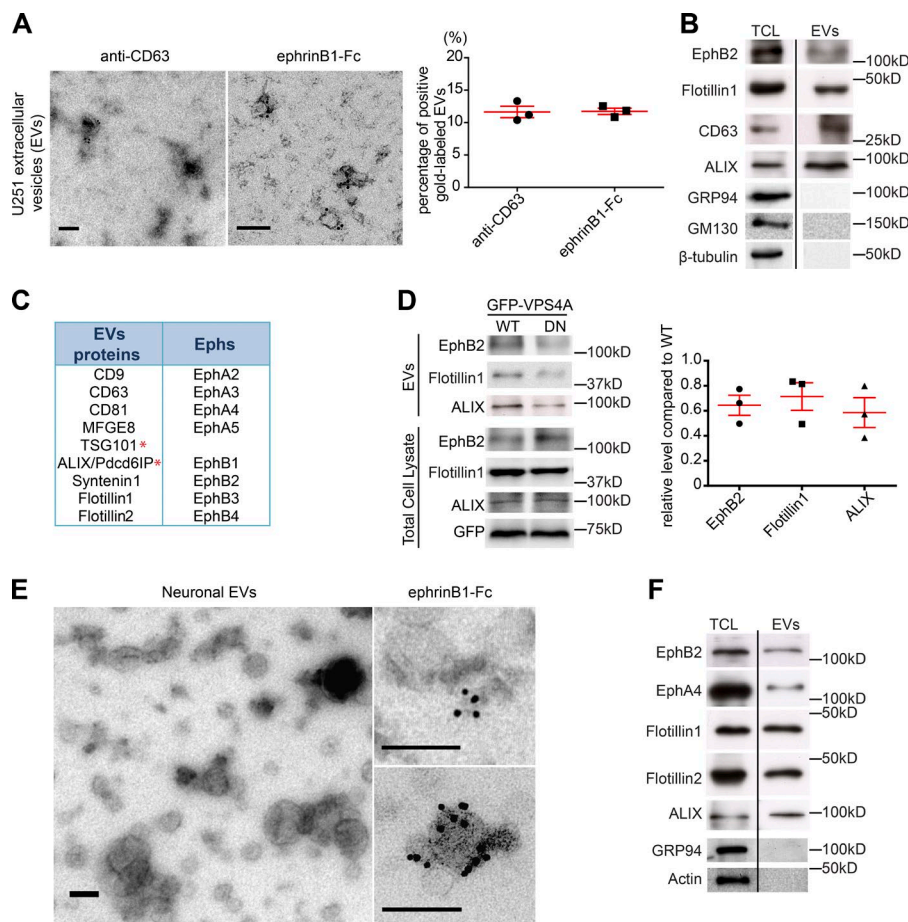 A
anti-CD63
ephrinB1-Fc
U251 extracellular
vesicles (EVs)
(%)
20
15
10
5
0
percentage of positive
gold-labeled EVs
anti-CD63
ephrinB1-Fc
B
TCL EVs
EphB2
—100kD
—50kD
Flotillin1
CD63
—25kD
ALIX
—100kD
GRP94
—100kD
GM130
—150kD
β-tubulin
—50kD
C
EVs proteins Ephs
CD9 EphA2
CD63 EphA3
CD81 EphA4
MFGE8 EphA5
TSG101*
ALIX/Pdcd6IP* EphB1
Syntenin1 EphB2
Flotillin1 EphB3
Flotillin2 EphB4
D
GFP-VPS4A
WT DN
EVs
EphB2
—100kD
Flotillin1
—37kD
ALIX
—100kD
Total Cell Lysate
EphB2
—100kD
Flotillin1
—37kD
ALIX
—100kD
GFP
—75kD
relative level compared to WT
1.0
0.8
0.6
0.4
0.2
0
EphB2
Flotillin1
ALIX
E
Neuronal EVs
ephrinB1-Fc
F
TCL EVs
EphB2
—100kD
EphA4
—100kD
—50kD
Flotillin1
—50kD
Flotillin2
ALIX
—100kD
GRP94
—100kD
—50kD
Actin